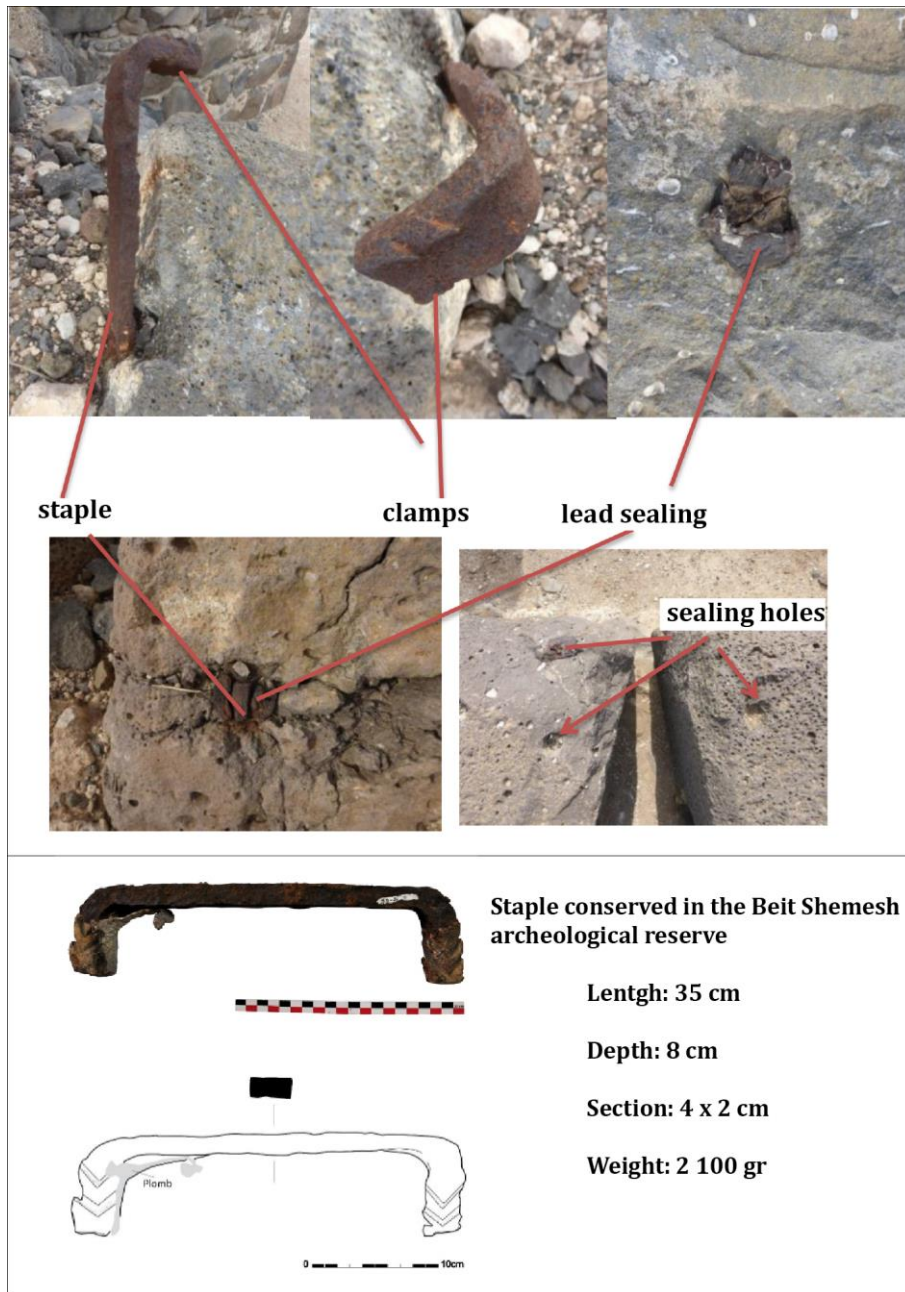 staple
clamps
lead sealing
sealing holes
Staple conserved in the Beit Shemesh
archeological reserve
Lentgh: 35 cm
Depth: 8 cm
Section: 4 x 2 cm
Weight: 2 100 gr
Plomb
0
10cm